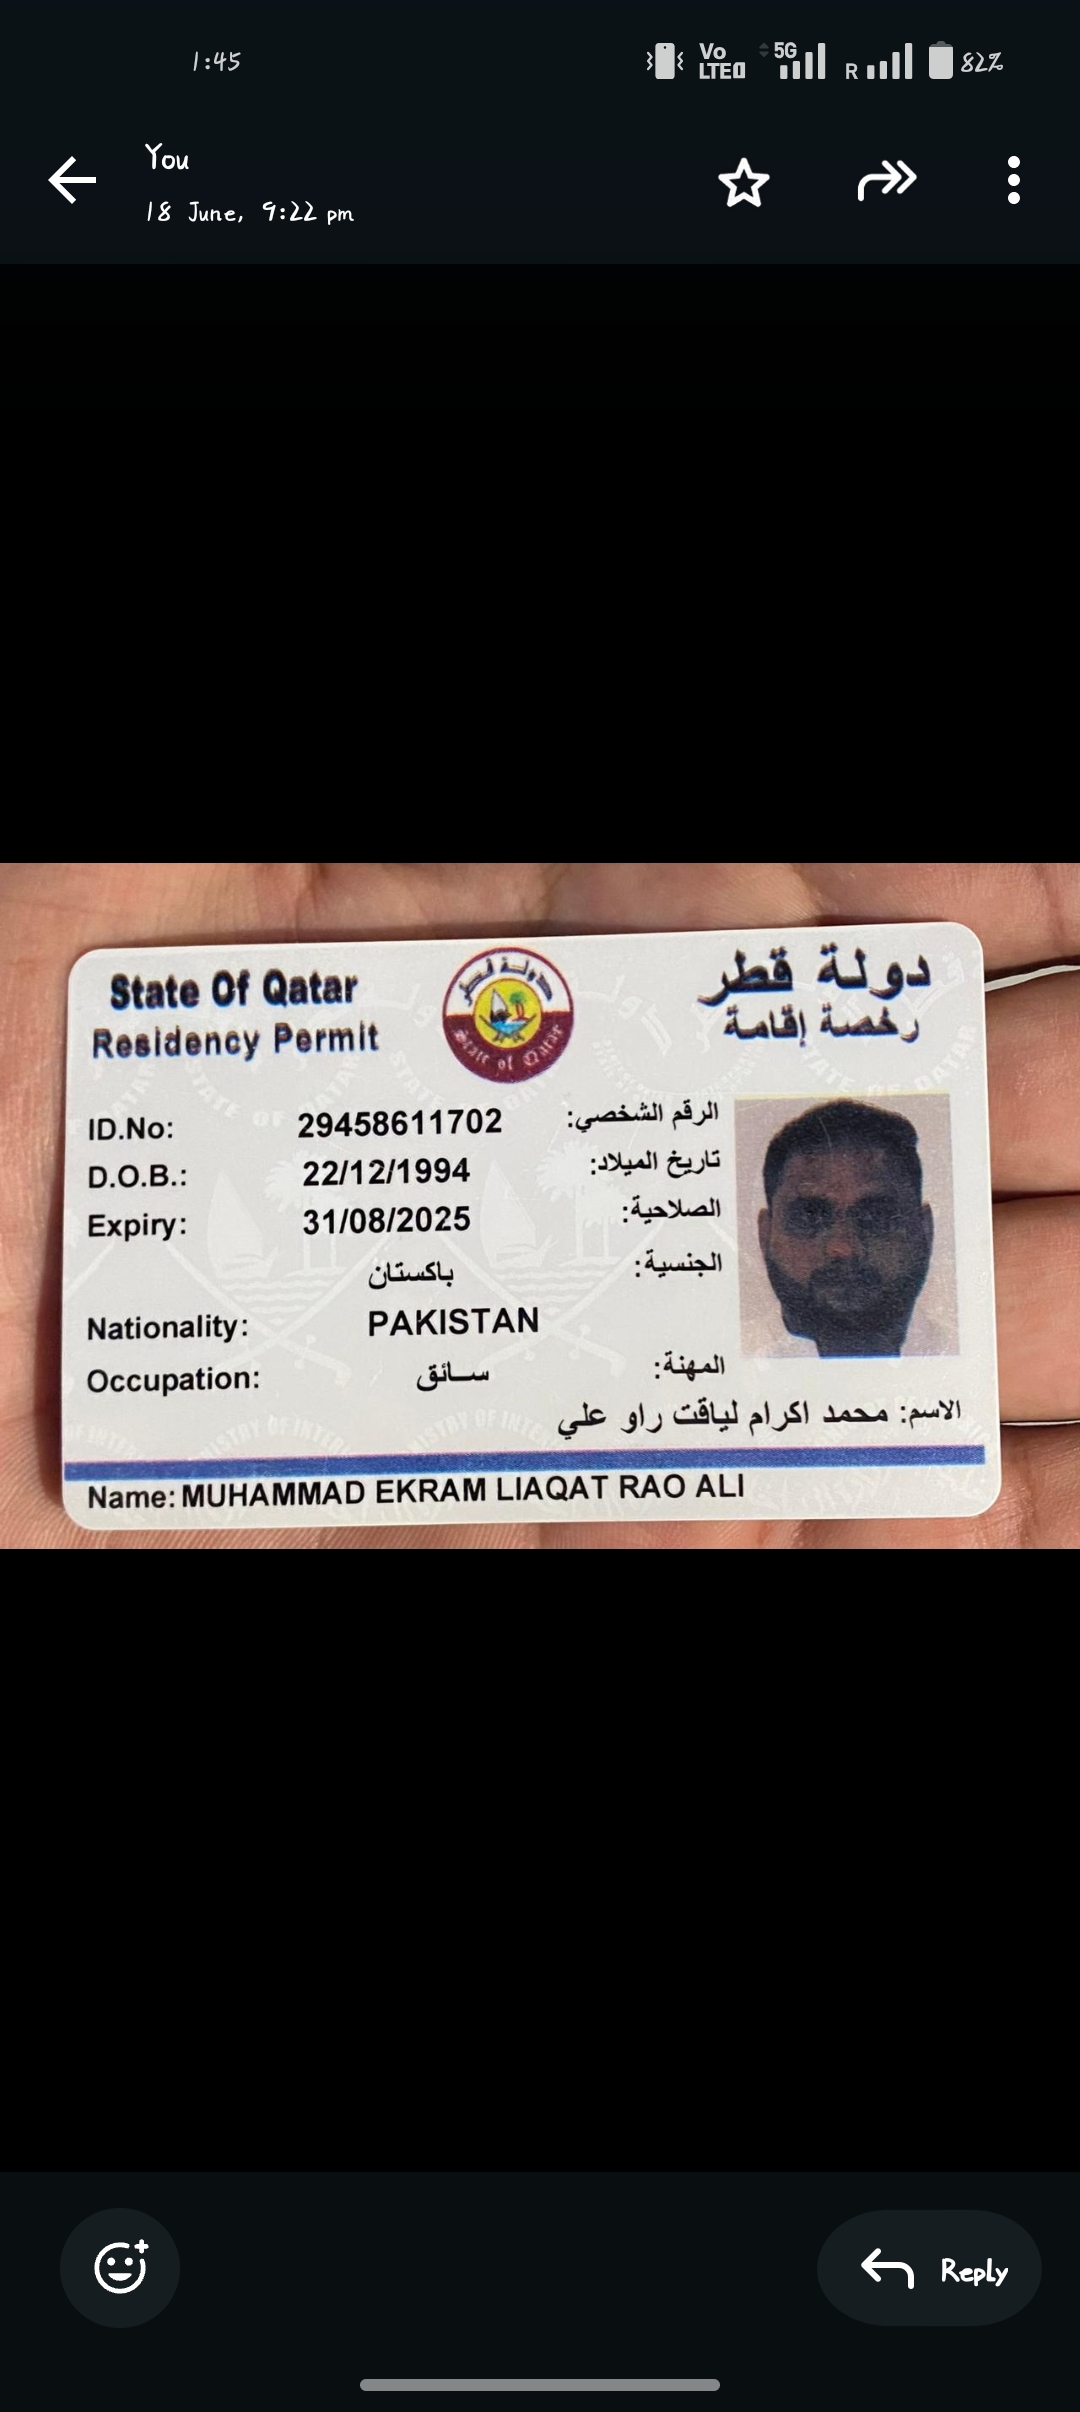 1:45
Vo
LTE
5G
R
82%
You
18 June, 9:22 pm
State Of Qatar
دولة قطر
Residency Permit
رخصة إقامة
دولة قطر
State of Qatar
ID.No: 29458611702 الرقم الشخصي:
D.O.B.: 22/12/1994 تاريخ الميلاد:
Expiry: 31/08/2025 الصلاحية:
باكستان الجنسية:
Nationality: PAKISTAN
Occupation: سائق المهنة:
الاسم: محمد اكرام لياقت راو علي
Name: MUHAMMAD EKRAM LIAQAT RAO ALI
Reply